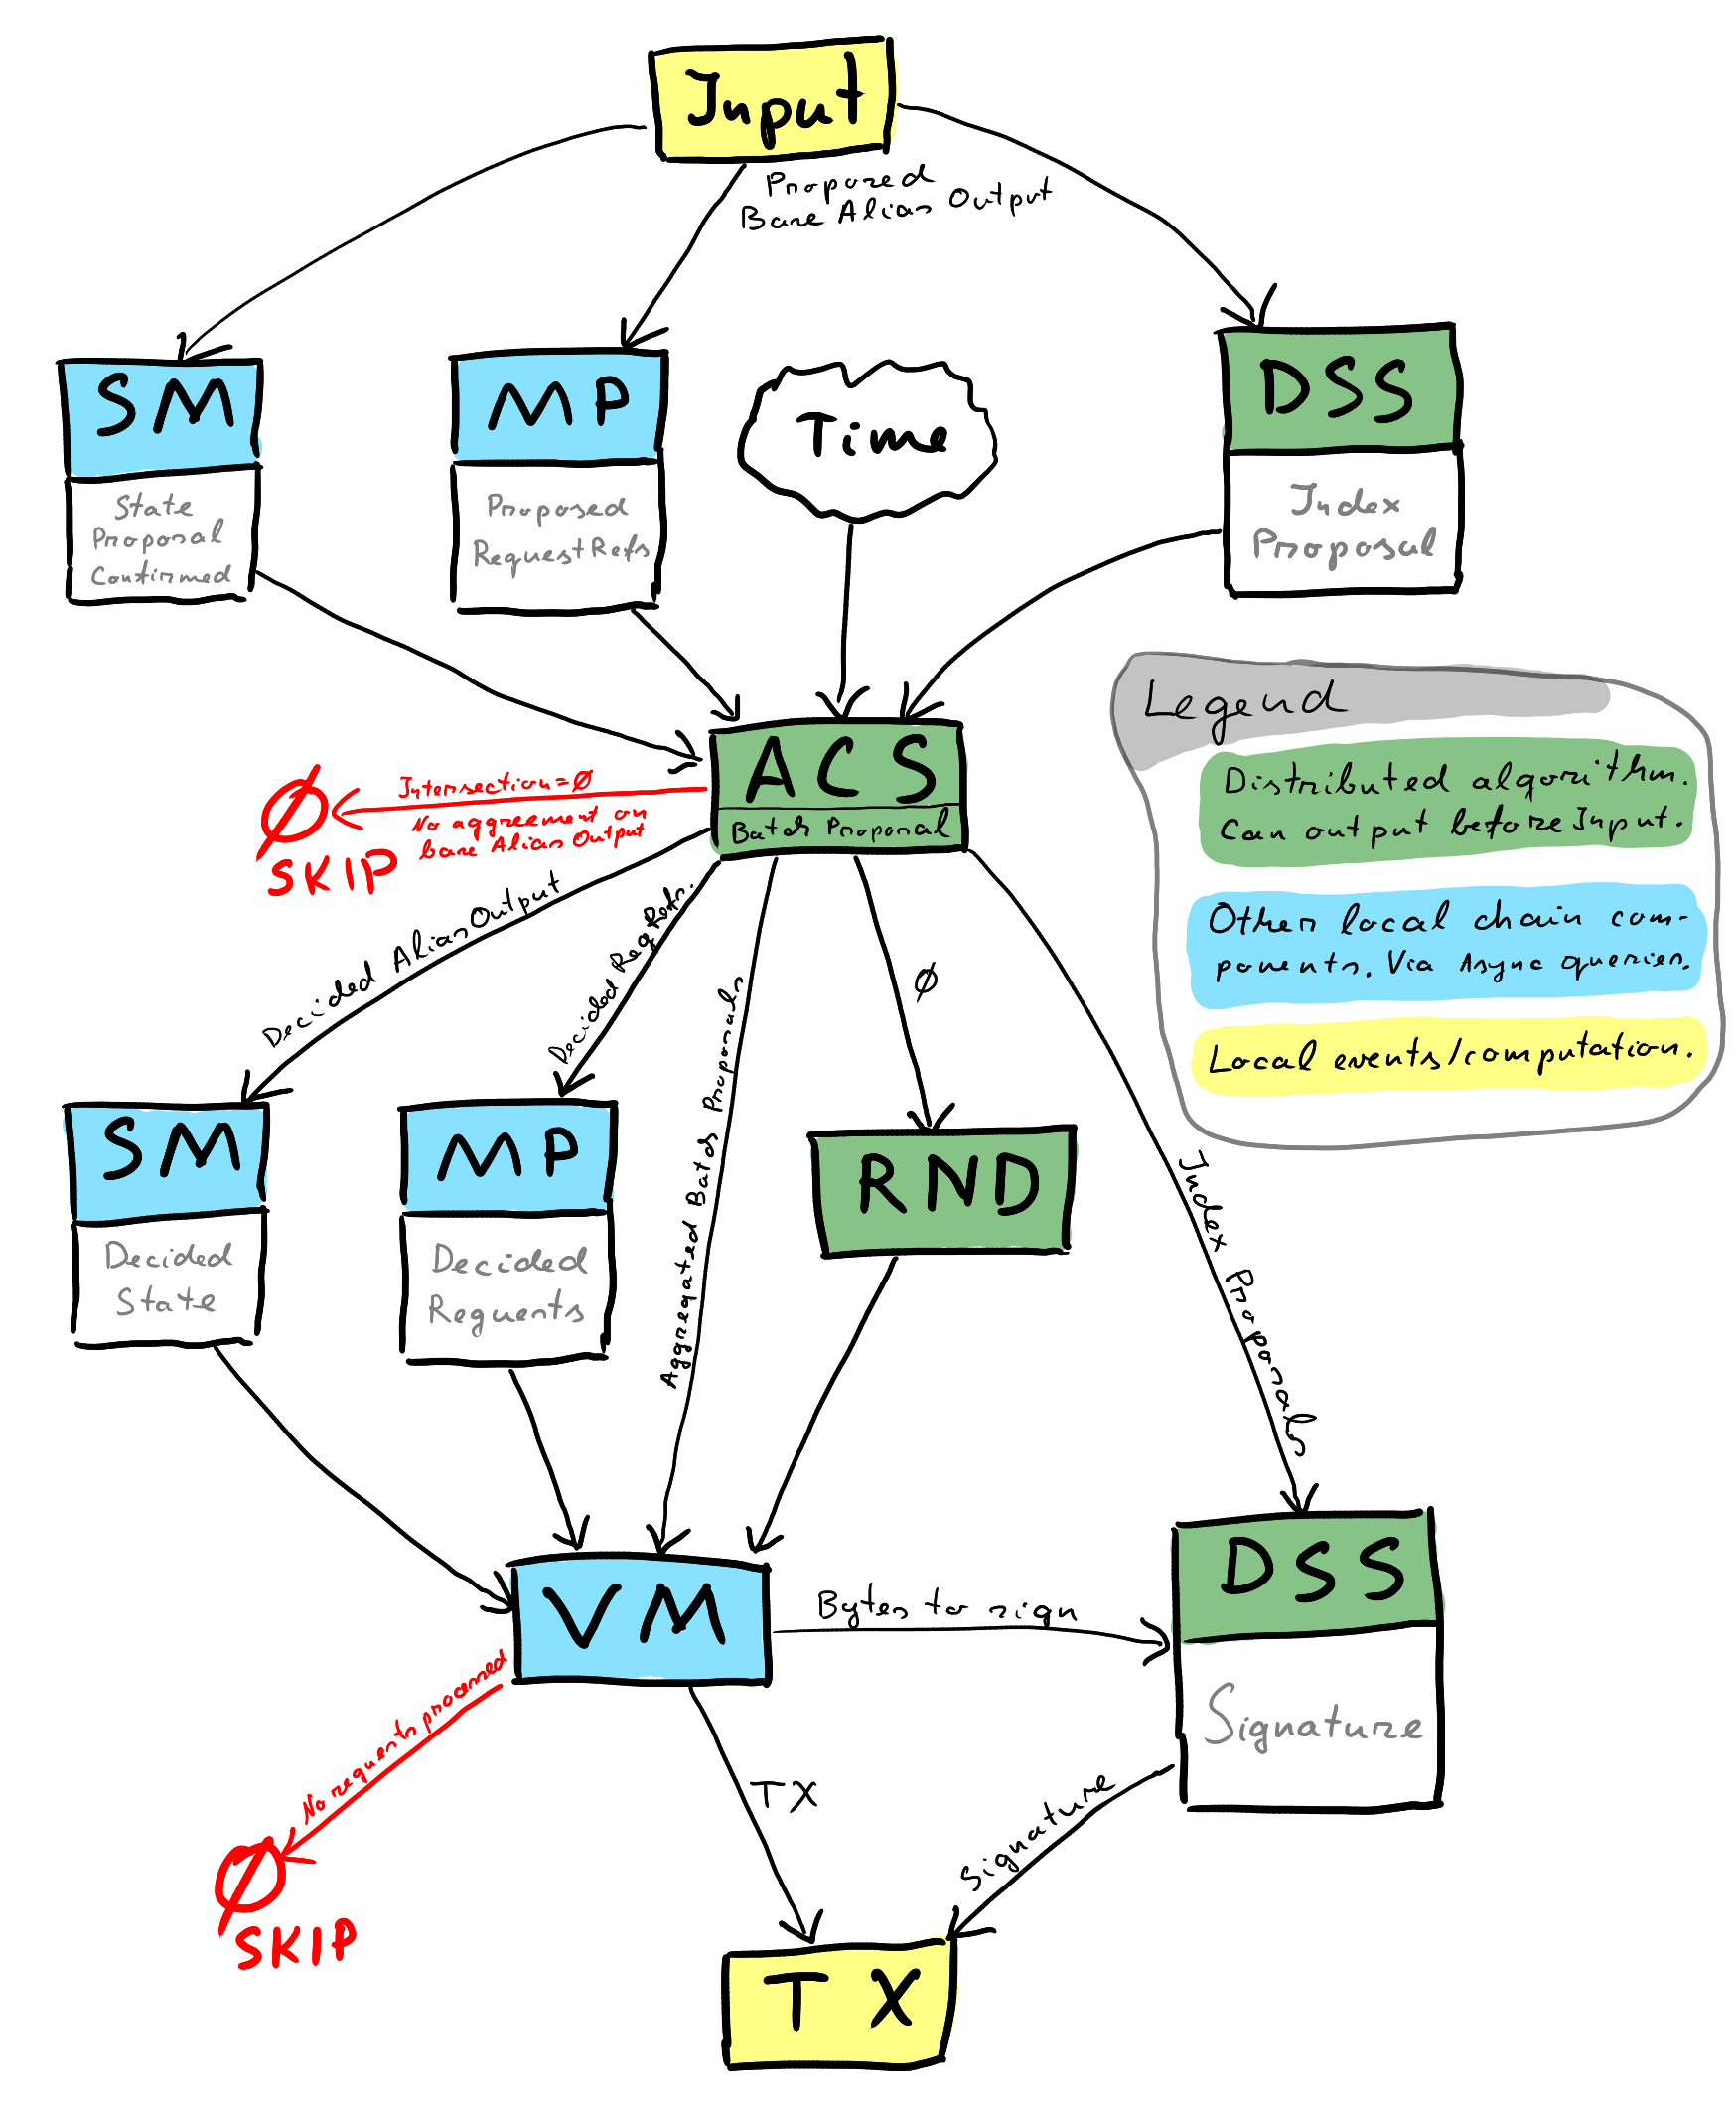 Input
Proposed
Base Alias Output
SM
State
Proposal
Confirmed
MP
Proposed
RequestRefs
Time
DSS
Index
Proposal
Legend
Distributed algorithm.
Can output before Input.
Other local chain com-
ponents. Via Async queries.
Local events/computation.
ACS
Batch Proposal
Intersection=∅
No aggreement on
base Alias Output
∅
SKIP
Decided AliasOutput
Decided ReqRefs.
Aggregated Batch Proposals
∅
Index Proposals
SM
Decided
State
MP
Decided
Requests
RND
VM
Bytes to sign
DSS
Signature
No requests processed
∅
SKIP
TX
Signature
TX